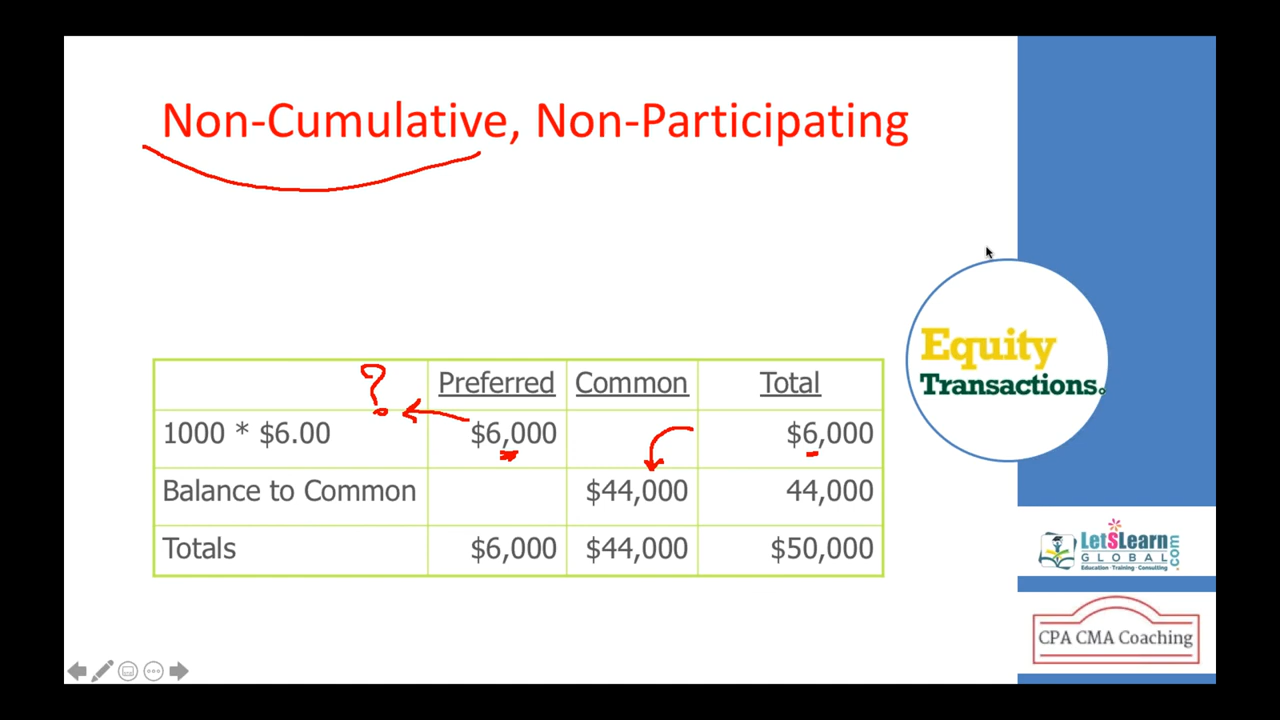 Non-Cumulative, Non-Participating
?
Preferred Common Total
1000 * $6.00 $6,000 $6,000
Balance to Common $44,000 44,000
Totals $6,000 $44,000 $50,000
Equity
Transactions.
LetSLearn
GLOBAL.com
Education · Training · Consulting
CPA CMA Coaching